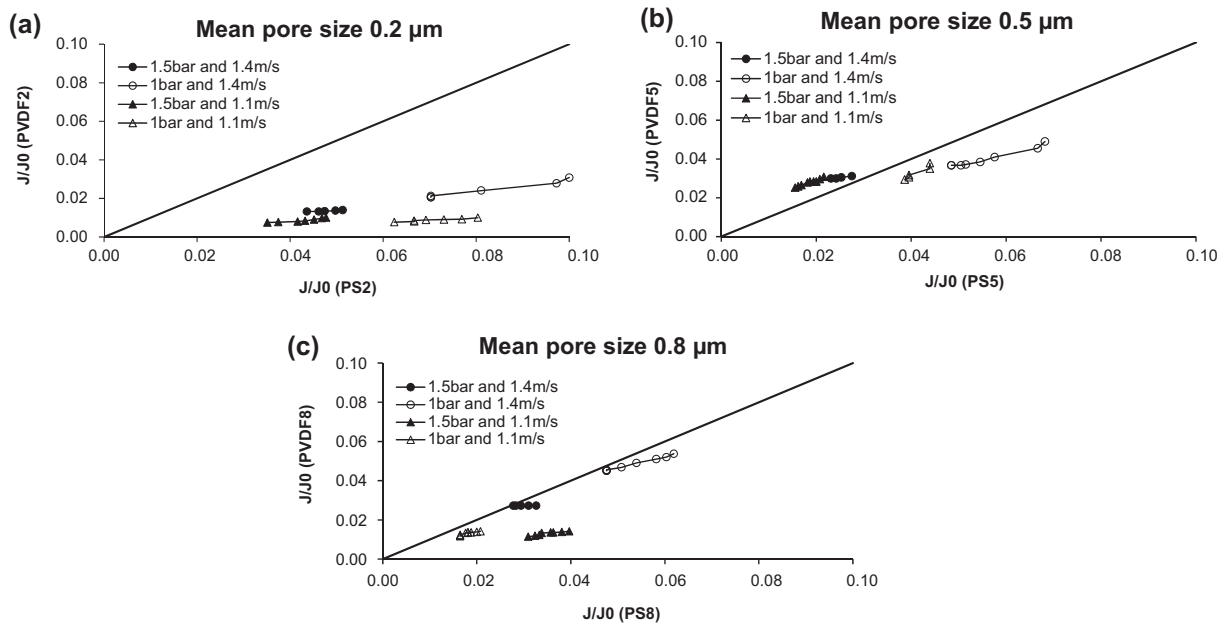 (a)
Mean pore size 0.2 µm
0.10
0.08
0.06
0.04
0.02
0.00
J/J0 (PVDF2)
1.5bar and 1.4m/s
1bar and 1.4m/s
1.5bar and 1.1m/s
1bar and 1.1m/s
0.00 0.02 0.04 0.06 0.08 0.10
J/J0 (PS2)
(b)
Mean pore size 0.5 µm
0.10
0.08
0.06
0.04
0.02
0.00
J/J0 (PVDF5)
1.5bar and 1.4m/s
1bar and 1.4m/s
1.5bar and 1.1m/s
1bar and 1.1m/s
0.00 0.02 0.04 0.06 0.08 0.10
J/J0 (PS5)
(c)
Mean pore size 0.8 µm
0.10
0.08
0.06
0.04
0.02
0.00
J/J0 (PVDF8)
1.5bar and 1.4m/s
1bar and 1.4m/s
1.5bar and 1.1m/s
1bar and 1.1m/s
0.00 0.02 0.04 0.06 0.08 0.10
J/J0 (PS8)